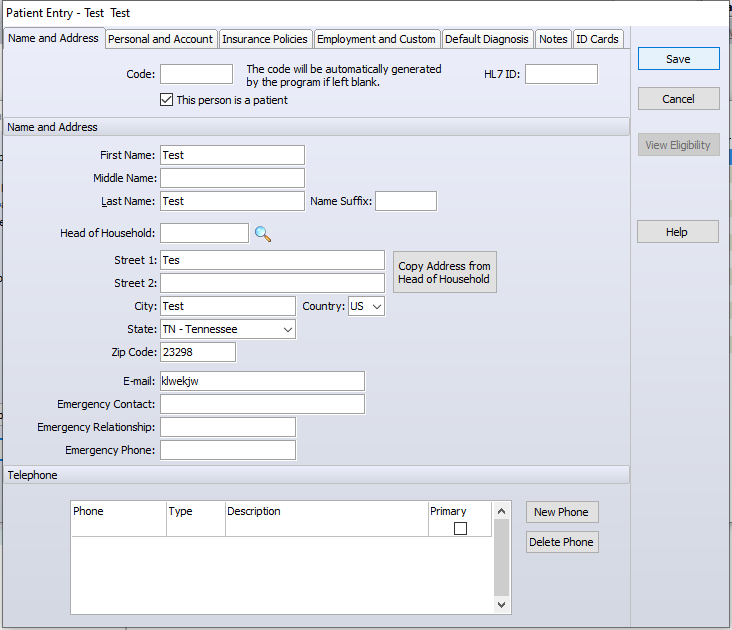 Patient Entry - Test  Test
Name and Address
Personal and Account
Insurance Policies
Employment and Custom
Default Diagnosis
Notes
ID Cards
Code:
The code will be automatically generated
by the program if left blank.
HL7 ID:
This person is a patient
Save
Cancel
View Eligibility
Help
Name and Address
First Name: Test
Middle Name:
Last Name: Test
Name Suffix:
Head of Household:
Street 1: Tes
Street 2:
Copy Address from
Head of Household
City: Test
Country: US
State: TN - Tennessee
Zip Code: 23298
E-mail: klwekjw
Emergency Contact:
Emergency Relationship:
Emergency Phone:
Telephone
Phone
Type
Description
Primary
New Phone
Delete Phone